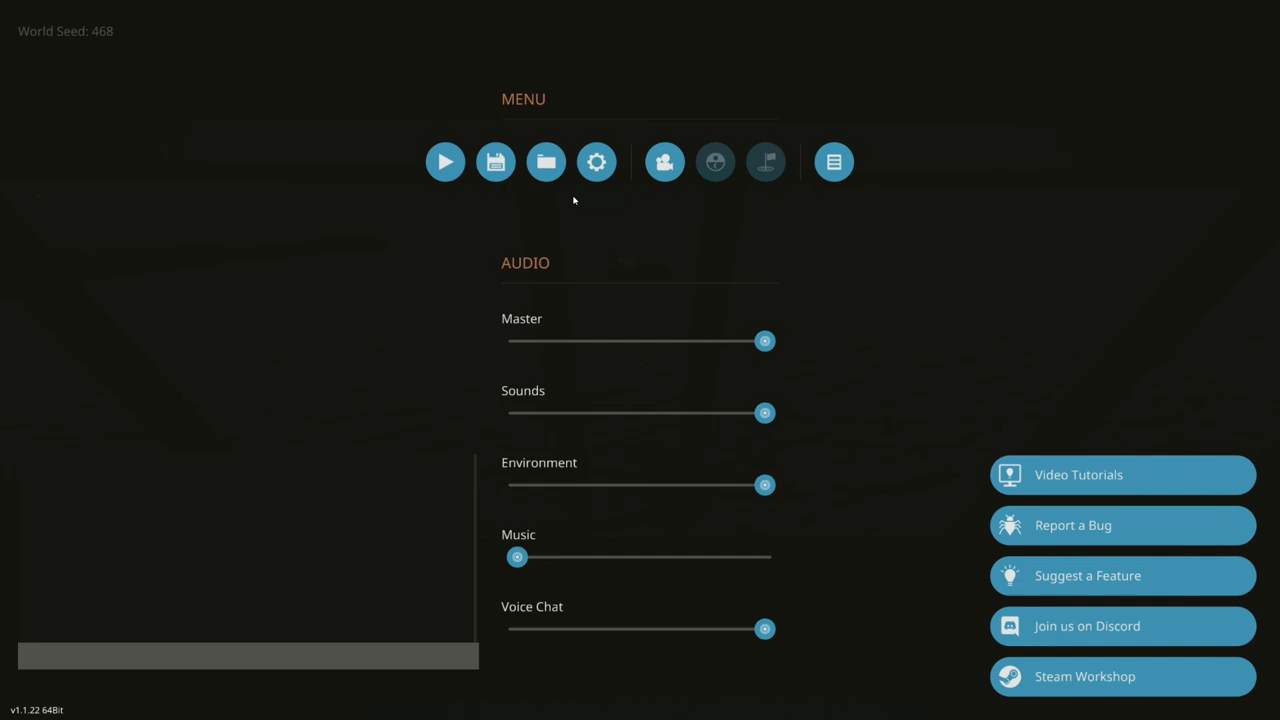 World Seed: 468
MENU
AUDIO
Master
Sounds
Environment
Music
Voice Chat
Video Tutorials
Report a Bug
Suggest a Feature
Join us on Discord
Steam Workshop
v1.1.22 64Bit